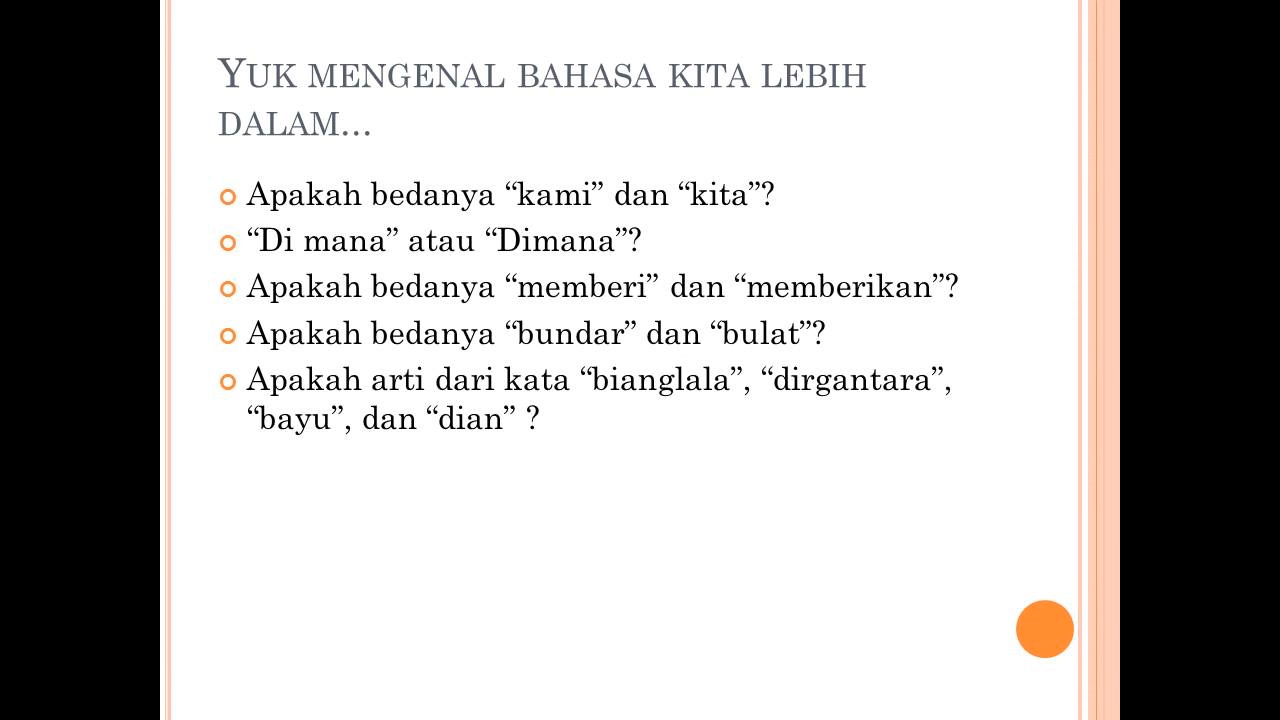 Yuk mengenal bahasa kita lebih
dalam…
Apakah bedanya “kami” dan “kita”?
“Di mana” atau “Dimana”?
Apakah bedanya “memberi” dan “memberikan”?
Apakah bedanya “bundar” dan “bulat”?
Apakah arti dari kata “bianglala”, “dirgantara”,
“bayu”, dan “dian” ?